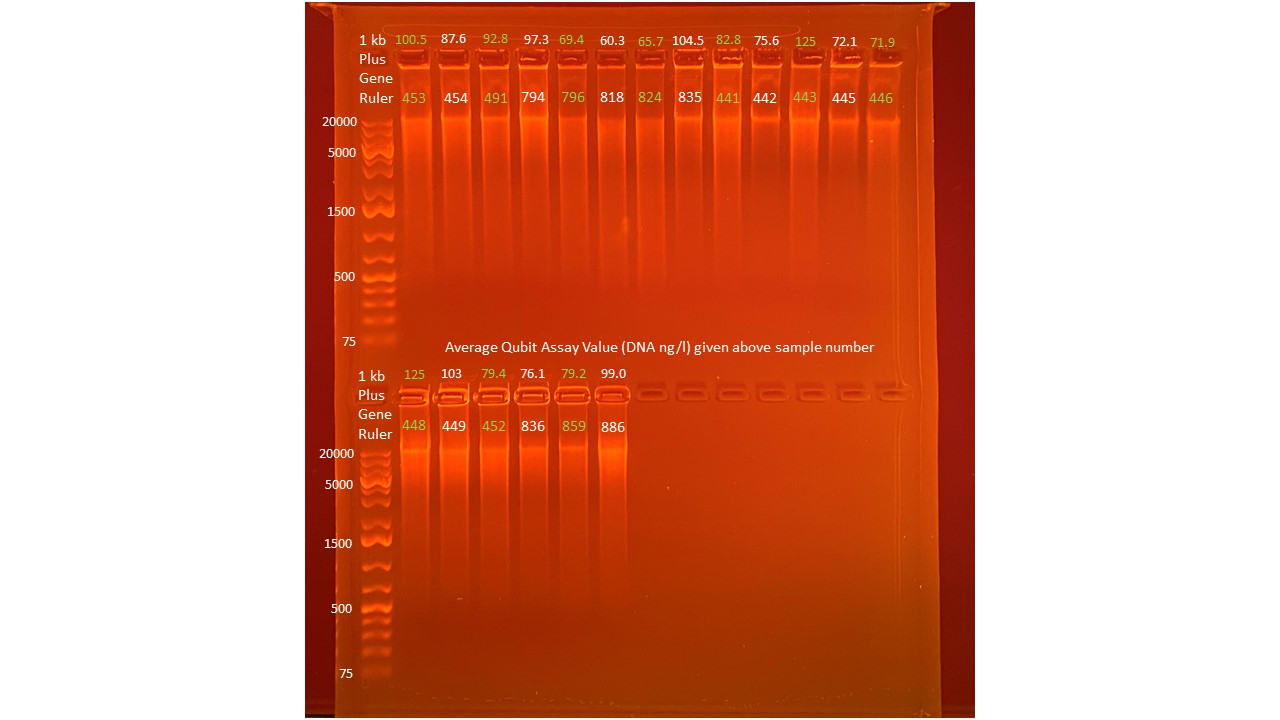 1 kb 100.5 87.6 92.8 97.3 69.4 60.3 65.7 104.5 82.8 75.6 125 72.1 71.9
Plus
Gene
Ruler 453 454 491 794 796 818 824 835 441 442 443 445 446
20000
5000
1500
500
75
Average Qubit Assay Value (DNA ng/l) given above sample number
1 kb 125 103 79.4 76.1 79.2 99.0
Plus
Gene
Ruler 448 449 452 836 859 886
20000
5000
1500
500
75